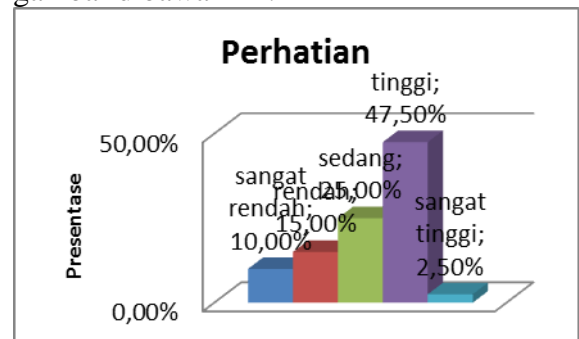 Perhatian
tinggi;
47,50%
50,00%
sedang;
25,00%
sangat
rendah;
10,00%
rendah;
15,00%
sangat
tinggi;
2,50%
Presentase
0,00%